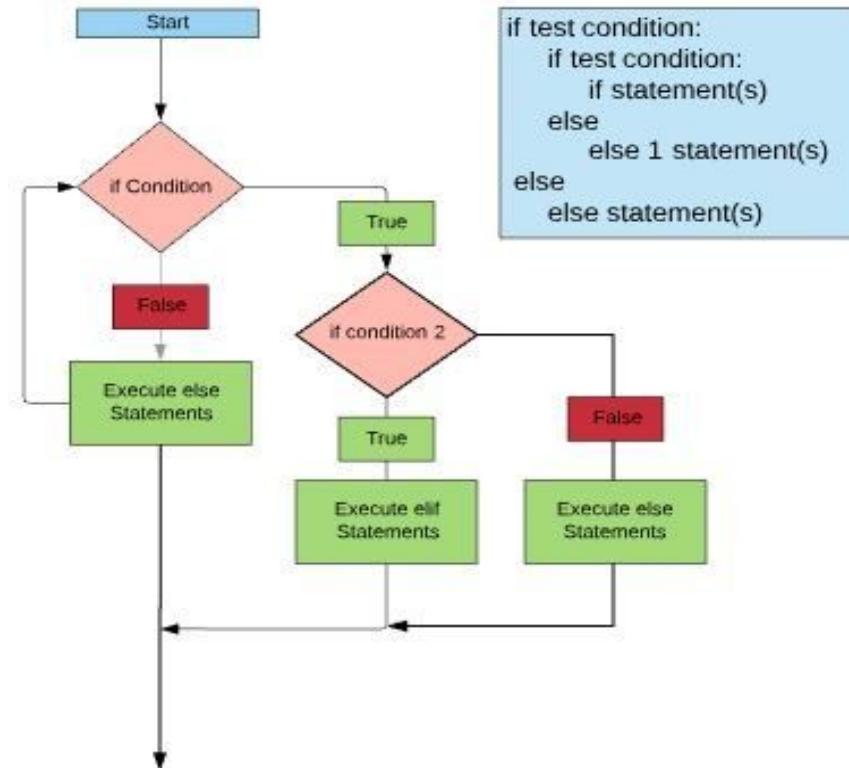 Start
if test condition:
if test condition:
if statement(s)
else
else 1 statement(s)
else
else statement(s)
if Condition
True
False
if condition 2
Execute else
Statements
True
False
Execute elif
Statements
Execute else
Statements